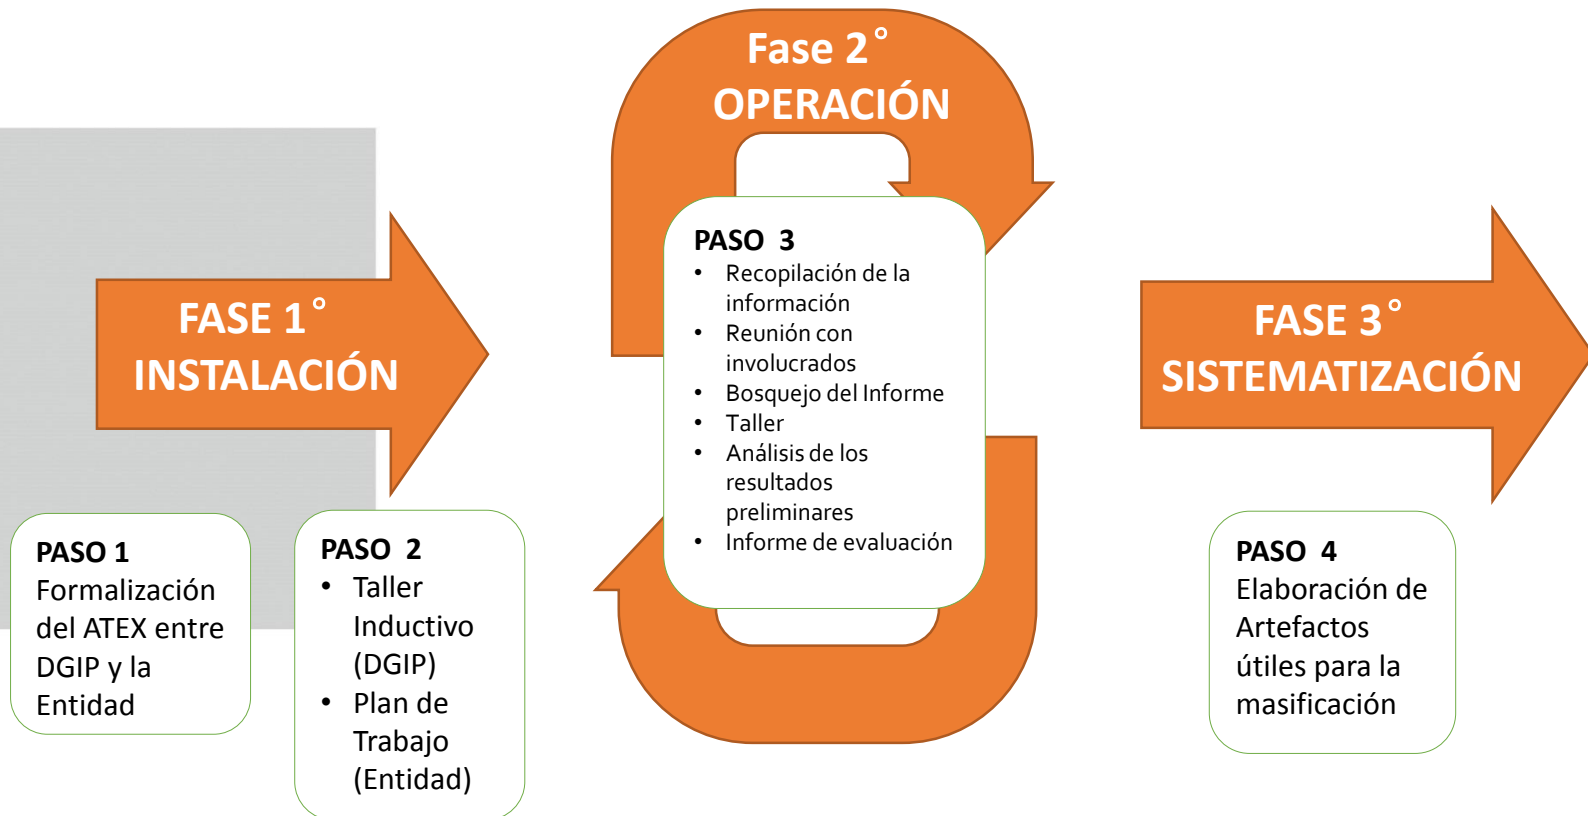 FASE 1°
INSTALACIÓN
PASO 1
Formalización
del ATEX entre
DGIP y la
Entidad
PASO 2
• Taller
Inductivo
(DGIP)
• Plan de
Trabajo
(Entidad)
Fase 2°
OPERACIÓN
PASO 3
• Recopilación de la
información
• Reunión con
involucrados
• Bosquejo del Informe
• Taller
• Análisis de los
resultados
preliminares
• Informe de evaluación
FASE 3°
SISTEMATIZACIÓN
PASO 4
Elaboración de
Artefactos
útiles para la
masificación